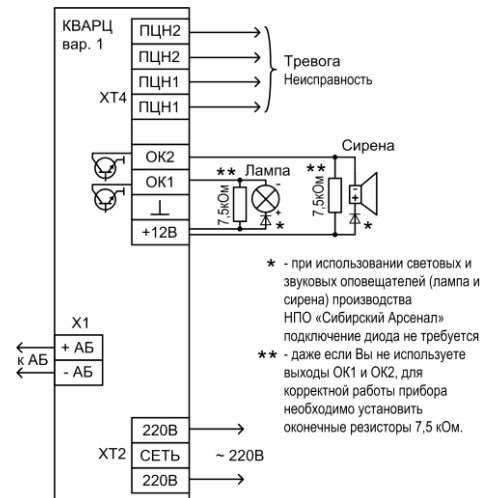 КВАРЦ
вар. 1
ПЦН2
ПЦН2
ПЦН1
ПЦН1
XT4
Тревога
Неисправность
ОК2
ОК1
⊥
+12В
** Лампа
7,5кОм
- +
*
Сирена
**
7,5кОм
- +
*
* - при использовании световых и
звуковых оповещателей (лампа и
сирена) производства
НПО «Сибирский Арсенал»
подключение диода не требуется
** - даже если Вы не используете
выходы ОК1 и ОК2, для
корректной работы прибора
необходимо установить
оконечные резисторы 7,5 кОм.
X1
+ АБ
- АБ
к АБ
XT2
220В
СЕТЬ
220В
~ 220В